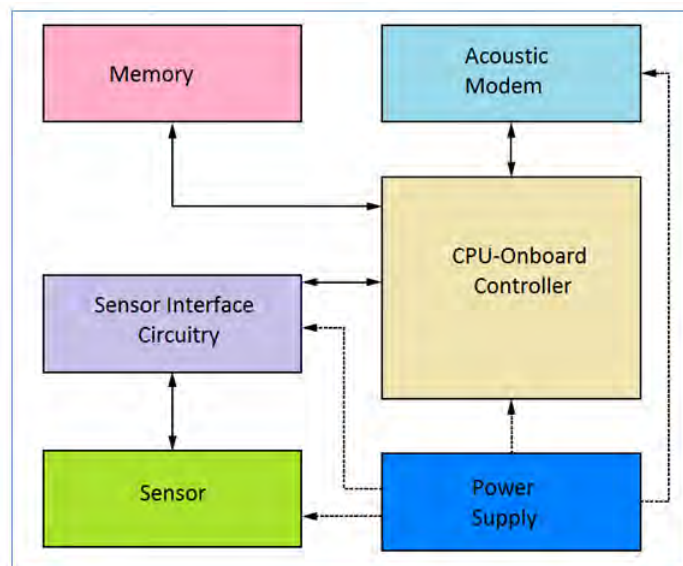 Memory
Acoustic
Modem
CPU-Onboard
Controller
Sensor Interface
Circuitry
Sensor
Power
Supply